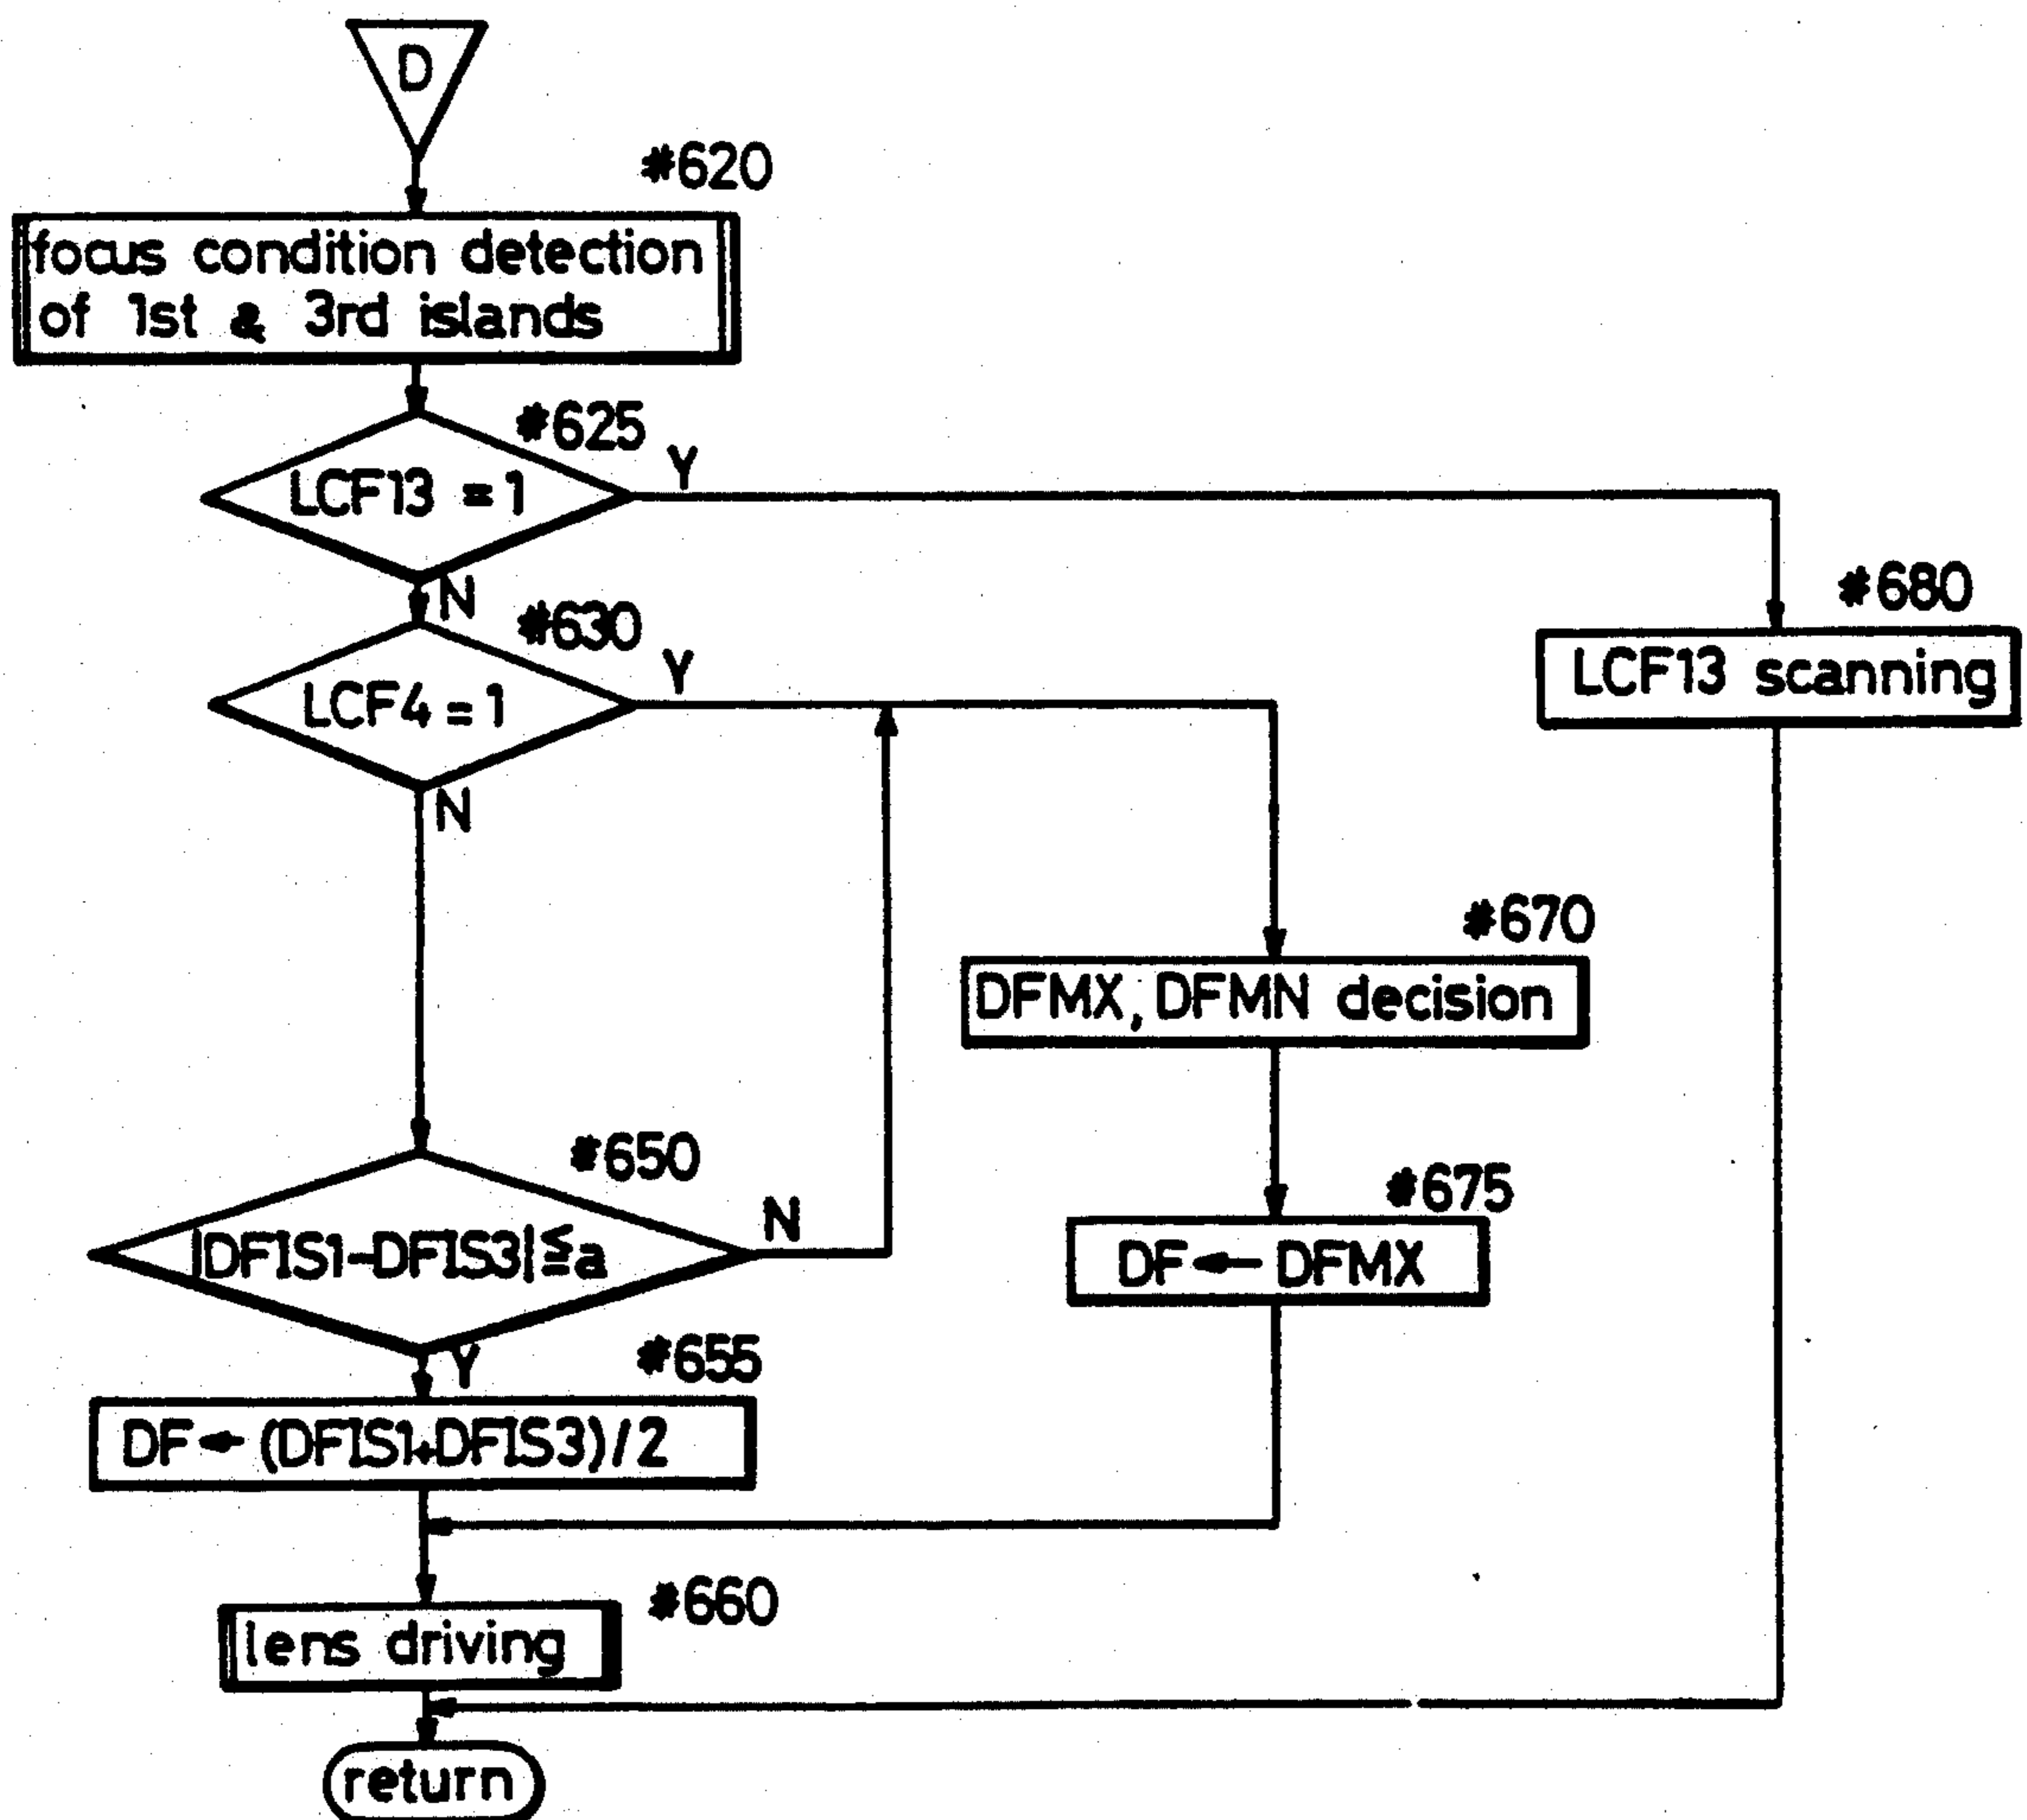 D
#620
focus condition detection
of 1st & 3rd islands
#625
LCF13 = 1
Y
N
#630
LCF4 = 1
Y
N
#680
LCF13 scanning
#670
DFMX, DFMN decision
#650
|DFIS1-DFIS3|≦a
N
Y
#675
DF ← DFMX
#655
DF ← (DFIS1+DFIS3)/2
#660
lens driving
return